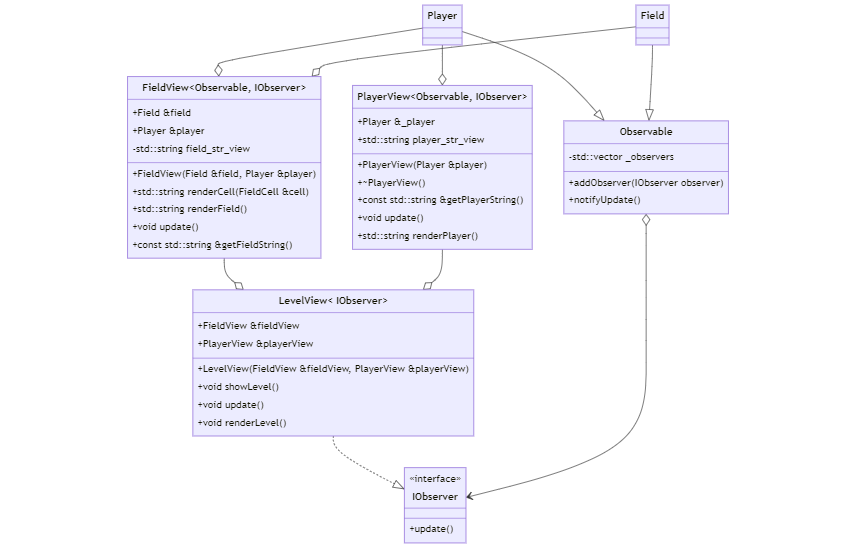 Player
Field
FieldView<Observable, IObserver>
+Field &field
+Player &player
-std::string field_str_view
+FieldView(Field &field, Player &player)
+std::string renderCell(FieldCell &cell)
+std::string renderField()
+void update()
+const std::string &getFieldString()
PlayerView<Observable, IObserver>
+Player &_player
+std::string player_str_view
+PlayerView(Player &player)
+~PlayerView()
+const std::string &getPlayerString()
+void update()
+std::string renderPlayer()
Observable
-std::vector _observers
+addObserver(IObserver observer)
+notifyUpdate()
LevelView< IObserver>
+FieldView &fieldView
+PlayerView &playerView
+LevelView(FieldView &fieldView, PlayerView &playerView)
+void showLevel()
+void update()
+void renderLevel()
«interface»
IObserver
+update()